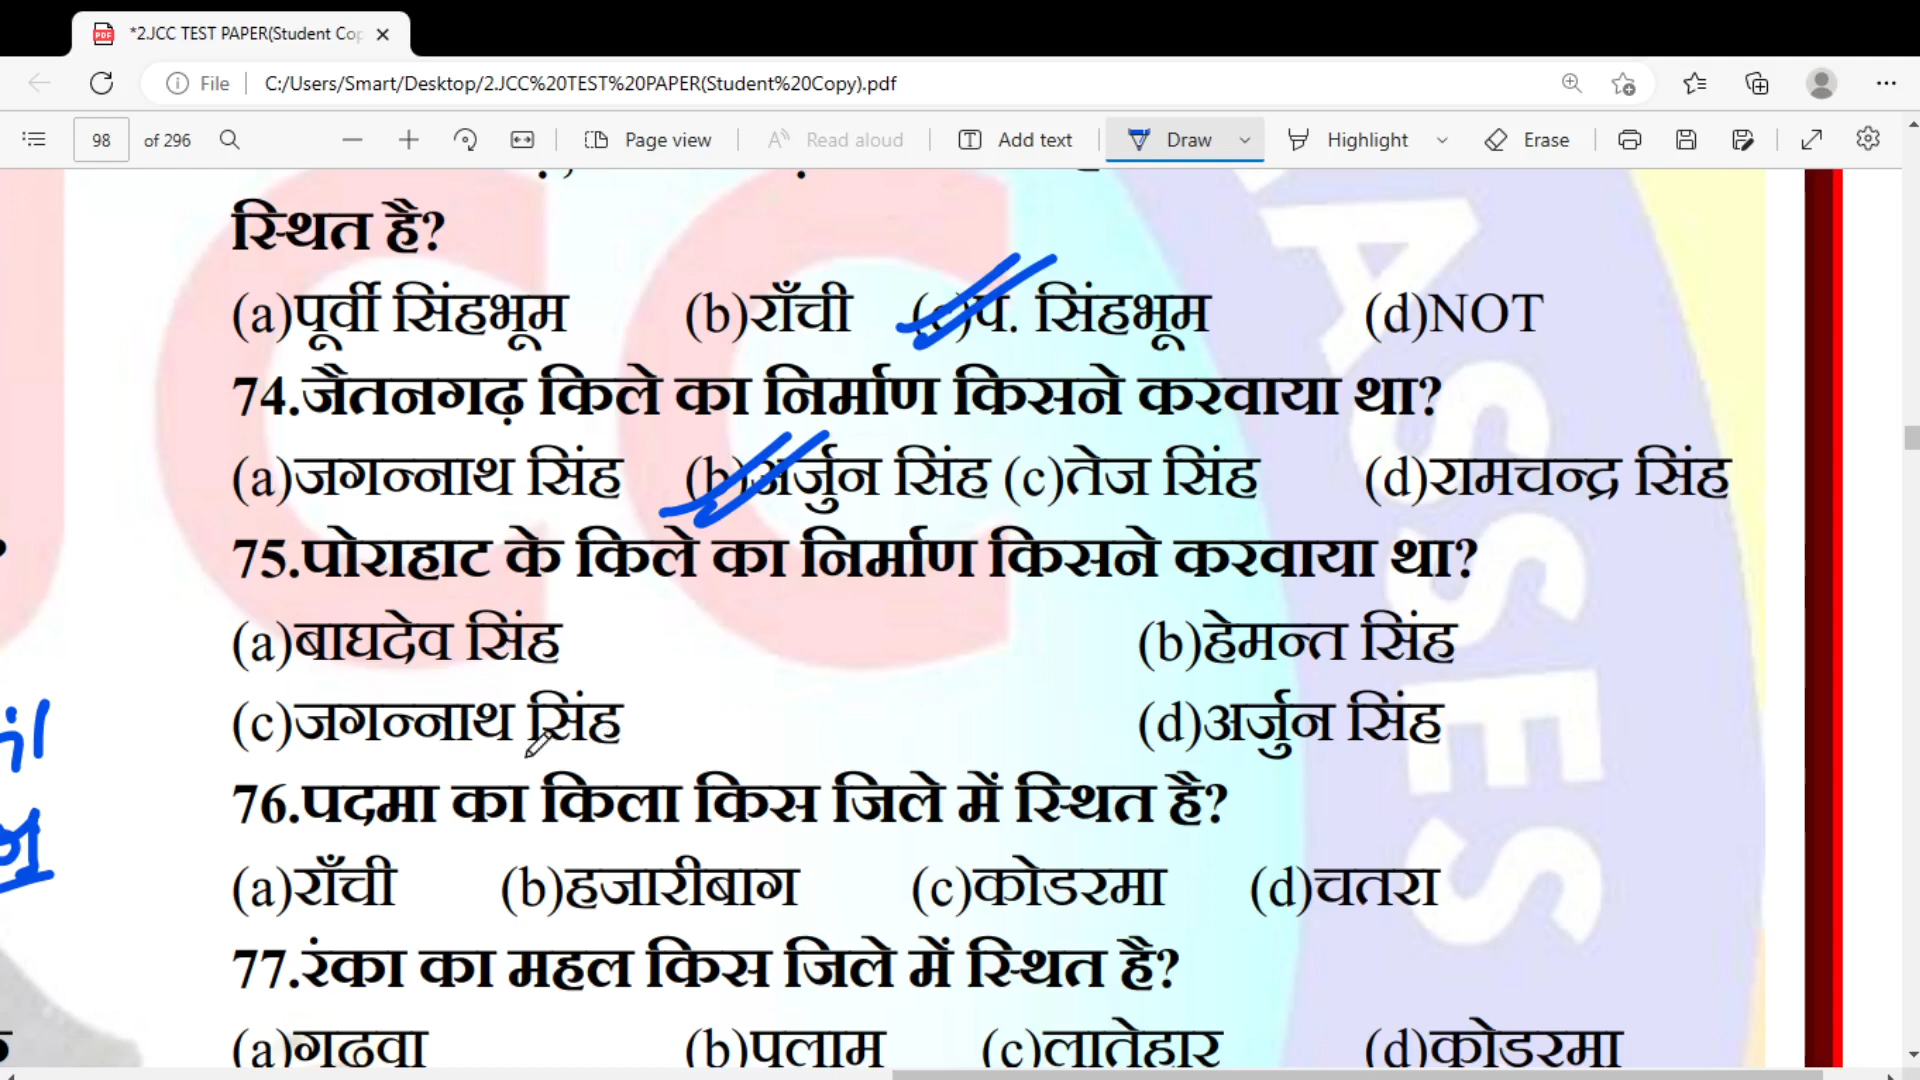 *2.JCC TEST PAPER(Student Cop
File C:/Users/Smart/Desktop/2.JCC%20TEST%20PAPER(Student%20Copy).pdf
98 of 296 Page view Read aloud Add text Draw Highlight Erase
स्थित है?
(a)पूर्वी सिंहभूम (b)राँची (c)प. सिंहभूम (d)NOT
74.जैतनगढ़ किले का निर्माण किसने करवाया था?
(a)जगन्नाथ सिंह (b)अर्जुन सिंह (c)तेज सिंह (d)रामचन्द्र सिंह
75.पोराहाट के किले का निर्माण किसने करवाया था?
(a)बाघदेव सिंह (b)हेमन्त सिंह
(c)जगन्नाथ सिंह (d)अर्जुन सिंह
76.पदमा का किला किस जिले में स्थित है?
(a)राँची (b)हजारीबाग (c)कोडरमा (d)चतरा
77.रंका का महल किस जिले में स्थित है?
(a)गढवा (b)पलामू (c)लातेहार (d)कोडरमा